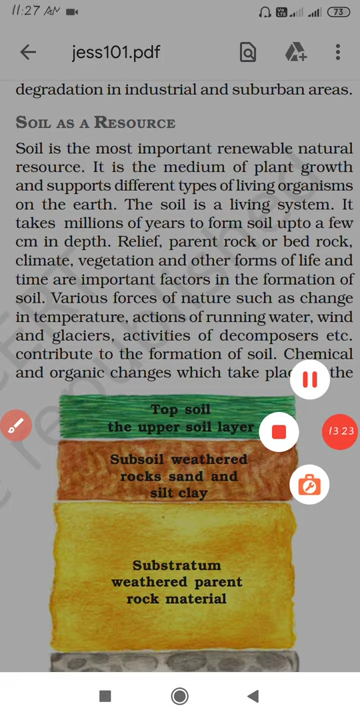 11:27 AM
73
jess101.pdf
degradation in industrial and suburban areas.
SOIL AS A RESOURCE
Soil is the most important renewable natural
resource. It is the medium of plant growth
and supports different types of living organisms
on the earth. The soil is a living system. It
takes millions of years to form soil upto a few
cm in depth. Relief, parent rock or bed rock,
climate, vegetation and other forms of life and
time are important factors in the formation of
soil. Various forces of nature such as change
in temperature, actions of running water, wind
and glaciers, activities of decomposers etc.
contribute to the formation of soil. Chemical
and organic changes which take the
Top soil
the upper soil layer
13:23
Subsoil weathered
rocks sand and
silt clay
Substratum
weathered parent
rock material